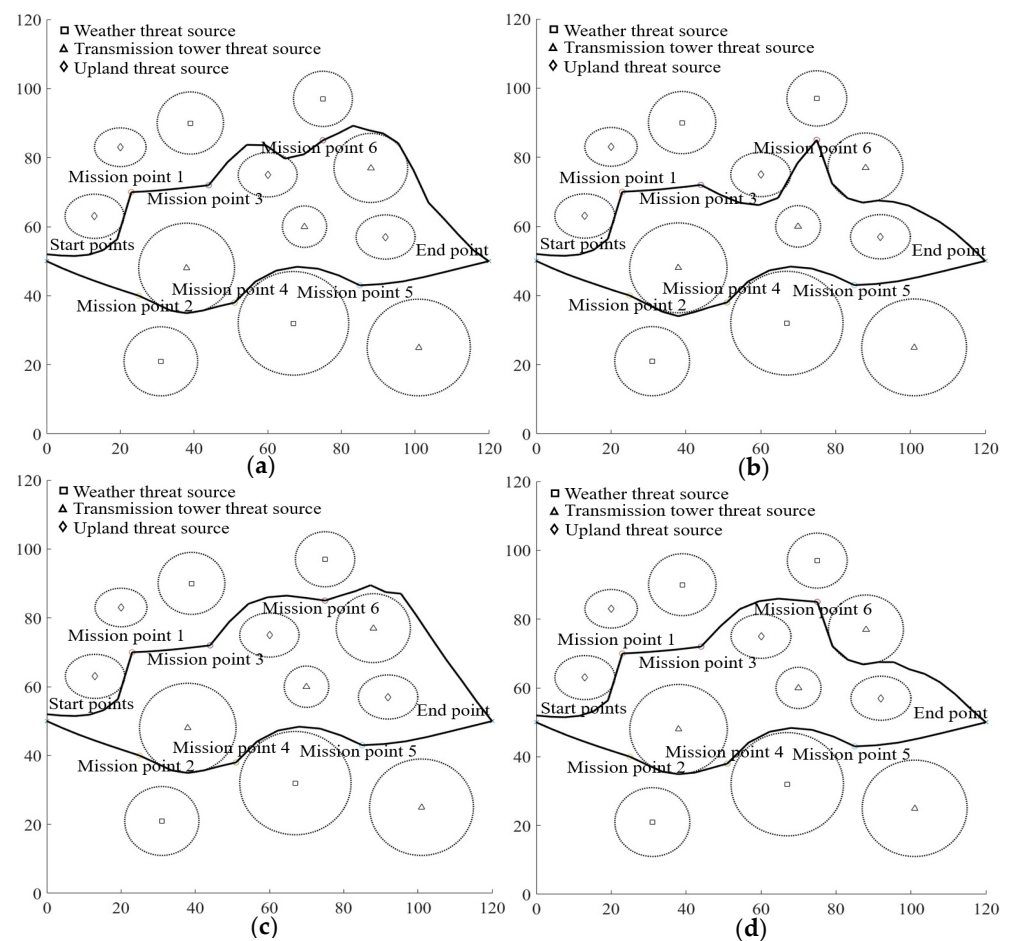 120
100
80
60
40
20
0
Weather threat source
Transmission tower threat source
Upland threat source
Mission point 6
Mission point 1
Mission point 3
Start points
End point
Mission point 4
Mission point 5
Mission point 2
0 20 40 60 80 100 120
(a)
120
100
80
60
40
20
0
Weather threat source
Transmission tower threat source
Upland threat source
Mission point 6
Mission point 1
Mission point 3
Start points
End point
Mission point 4
Mission point 5
Mission point 2
0 20 40 60 80 100 120
(b)
120
100
80
60
40
20
0
Weather threat source
Transmission tower threat source
Upland threat source
Mission point 6
Mission point 1
Mission point 3
Start points
End point
Mission point 4
Mission point 5
Mission point 2
0 20 40 60 80 100 120
(c)
120
100
80
60
40
20
0
Weather threat source
Transmission tower threat source
Upland threat source
Mission point 6
Mission point 1
Mission point 3
Start points
End point
Mission point 4
Mission point 5
Mission point 2
0 20 40 60 80 100 120
(d)